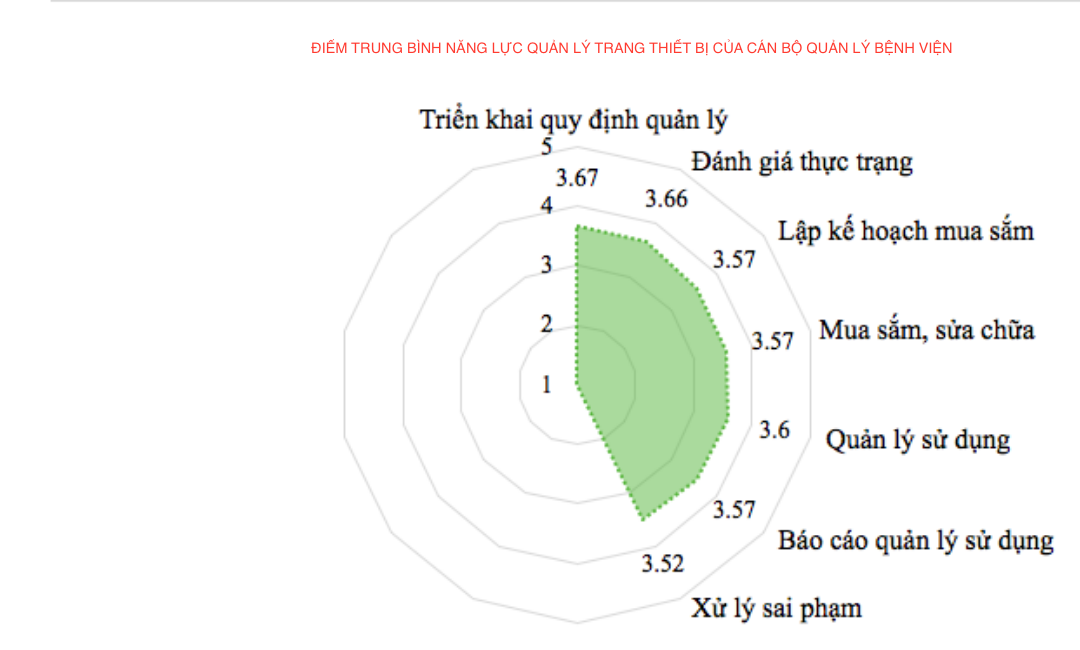 ĐIỂM TRUNG BÌNH NĂNG LỰC QUẢN LÝ TRANG THIẾT BỊ CỦA CÁN BỘ QUẢN LÝ BỆNH VIỆN
Triển khai quy định quản lý
5
Đánh giá thực trạng
3.67
3.66
4
Lập kế hoạch mua sắm
3.57
3
2
Mua sắm, sửa chữa
3.57
1
3.6
Quản lý sử dụng
3.57
Báo cáo quản lý sử dụng
3.52
Xử lý sai phạm